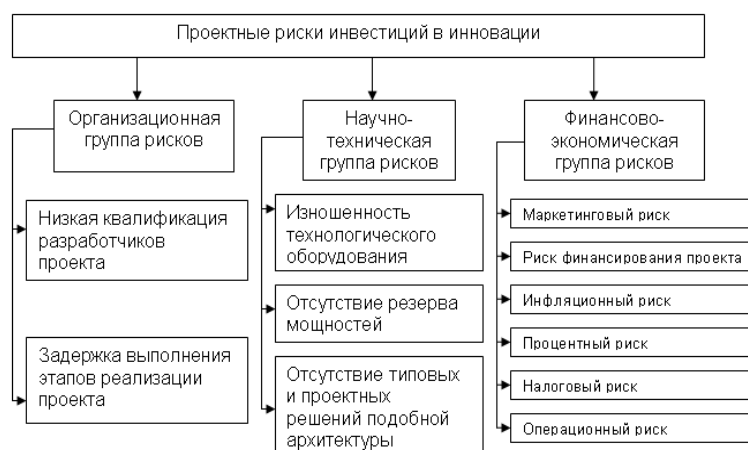 Проектные риски инвестиций в инновации
Организационная
группа рисков
Низкая квалификация
разработчиков
проекта
Задержка выполнения
этапов реализации
проекта
Научно-
техническая
группа рисков
Изношенность
технологического
оборудования
Отсутствие резерва
мощностей
Отсутствие типовых
и проектных
решений подобной
архитектуры
Финансово-
экономическая
группа рисков
Маркетинговый риск
Риск финансирования проекта
Инфляционный риск
Процентный риск
Налоговый риск
Операционный риск